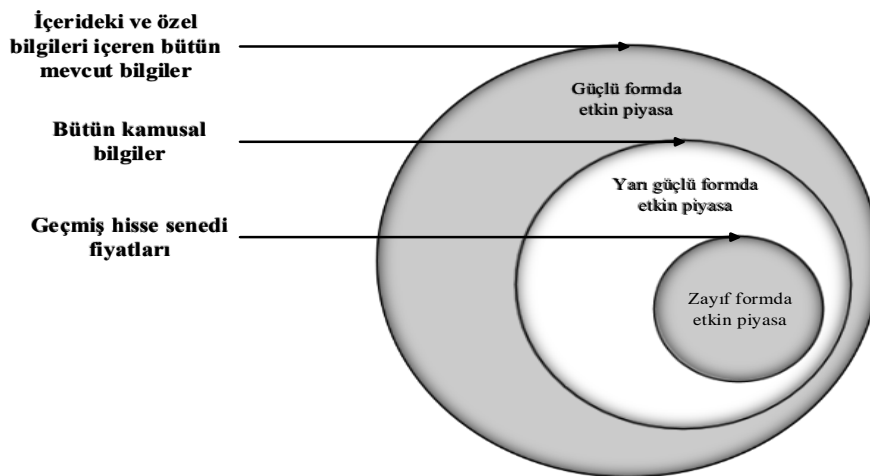 İçerideki ve özel
bilgileri içeren bütün
mevcut bilgiler
Güçlü formda
etkin piyasa
Bütün kamusal
bilgiler
Yarı güçlü formda
etkin piyasa
Geçmiş hisse senedi
fiyatları
Zayıf formda
etkin piyasa